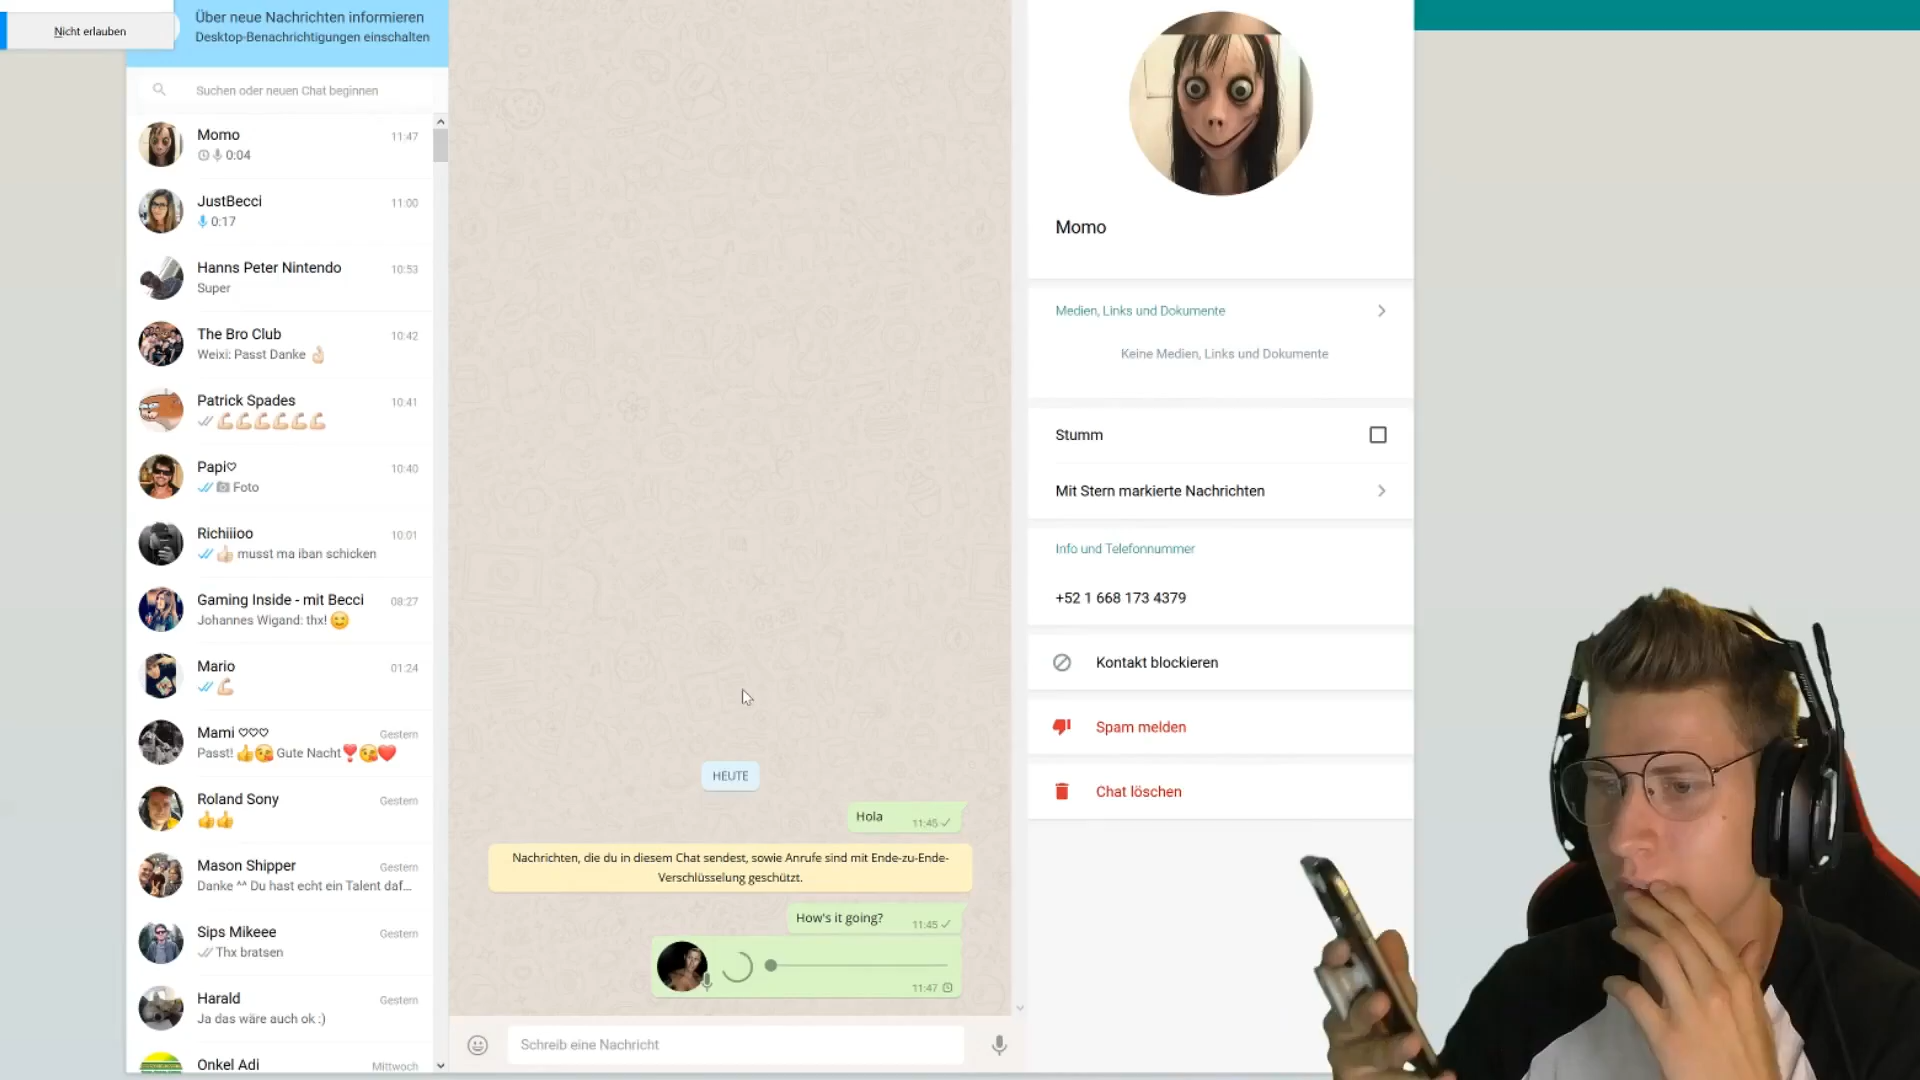 Nicht erlauben
Über neue Nachrichten informieren
Desktop-Benachrichtigungen einschalten
Suchen oder neuen Chat beginnen
Momo 11:47
0:04
JustBecci 11:00
0:17
Hanns Peter Nintendo 10:53
Super
The Bro Club 10:42
Weixi: Passt Danke 👌🏻
Patrick Spades 10:41
💪🏻💪🏻💪🏻💪🏻💪🏻💪🏻
Papi♡ 10:40
Foto
Richiiioo 10:01
👍🏻 musst ma iban schicken
Gaming Inside - mit Becci 08:27
Johannes Wigand: thx! 😊
Mario 01:24
💪🏻
Mami ♡♡♡ Gestern
Passt! 👍😘 Gute Nacht❣️😘❤️
Roland Sony Gestern
👍👍
Mason Shipper Gestern
Danke ^^ Du hast echt ein Talent daf...
Sips Mikeee Gestern
Thx bratsen
Harald Gestern
Ja das wäre auch ok :)
Onkel Adi Mittwoch
HEUTE
Hola 11:45
Nachrichten, die du in diesem Chat sendest, sowie Anrufe sind mit Ende-zu-Ende-
Verschlüsselung geschützt.
How's it going? 11:45
11:47
Schreib eine Nachricht
Momo
Medien, Links und Dokumente
Keine Medien, Links und Dokumente
Stumm
Mit Stern markierte Nachrichten
Info und Telefonnummer
+52 1 668 173 4379
Kontakt blockieren
Spam melden
Chat löschen